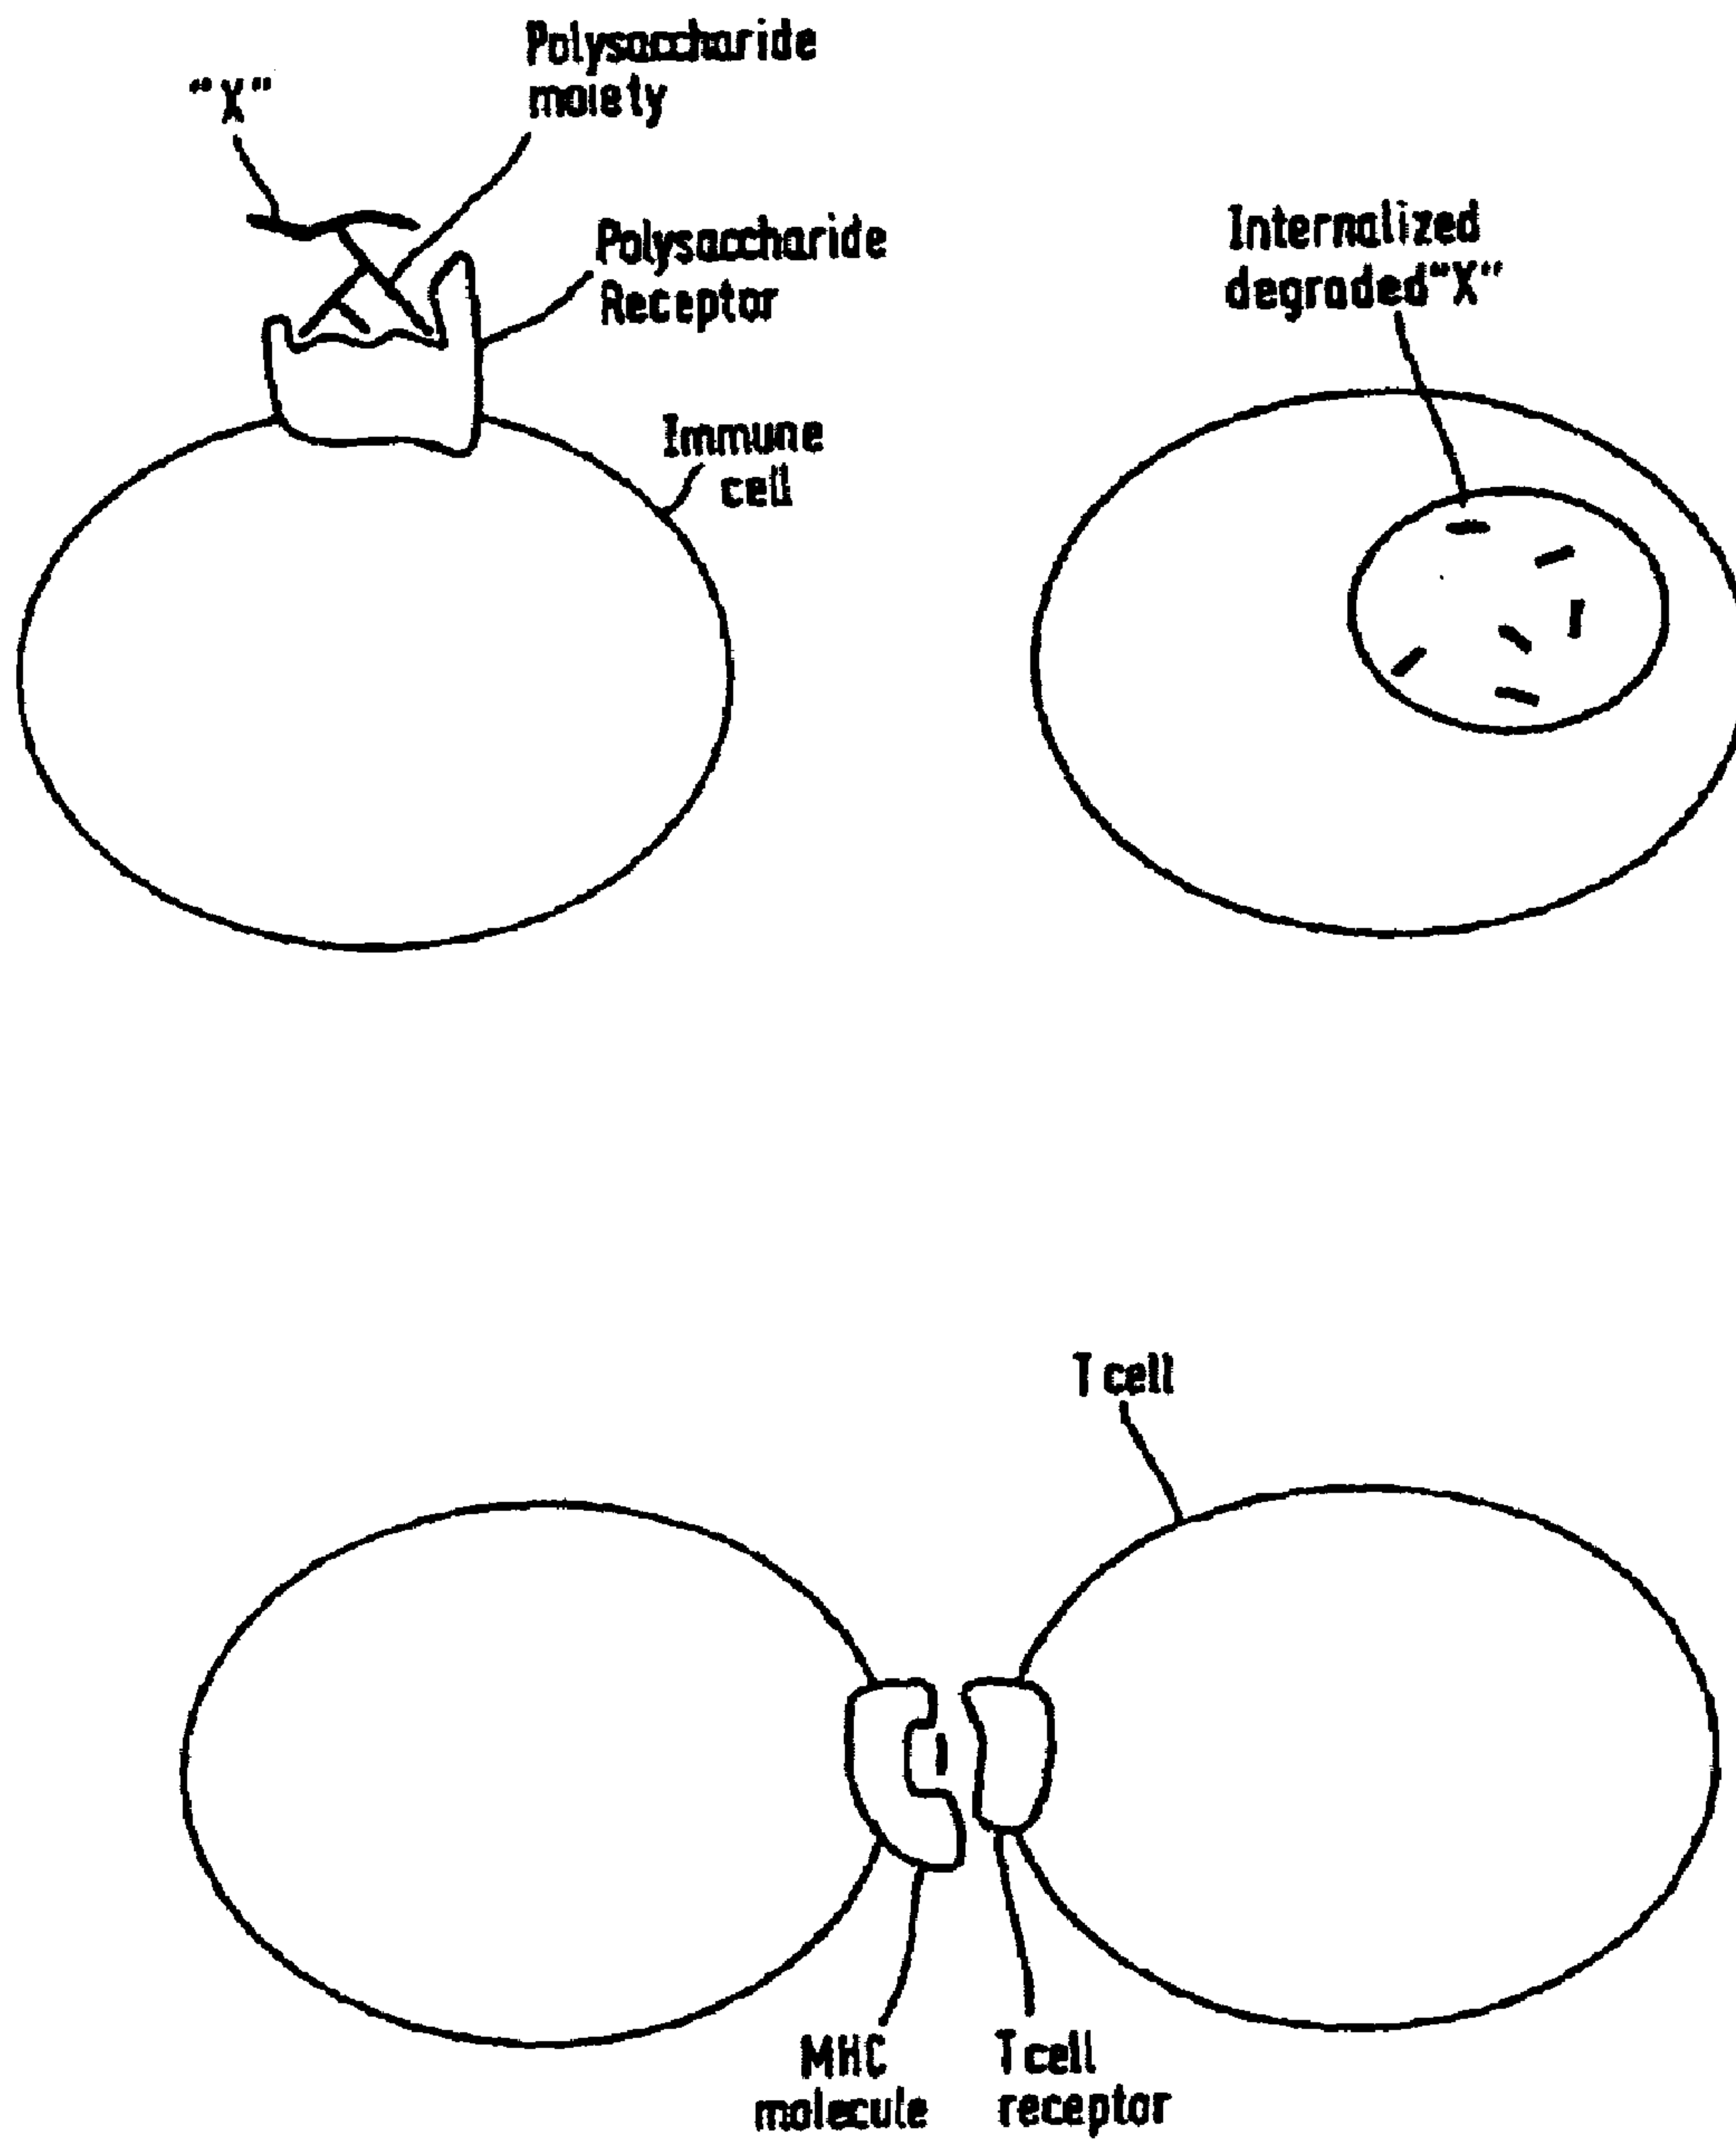 "X"
Polysaccharide
moiety
Polysaccharide
Receptor
Immune
cell
Internalized
degraded "X"
T cell
MHC
molecule
T cell
receptor